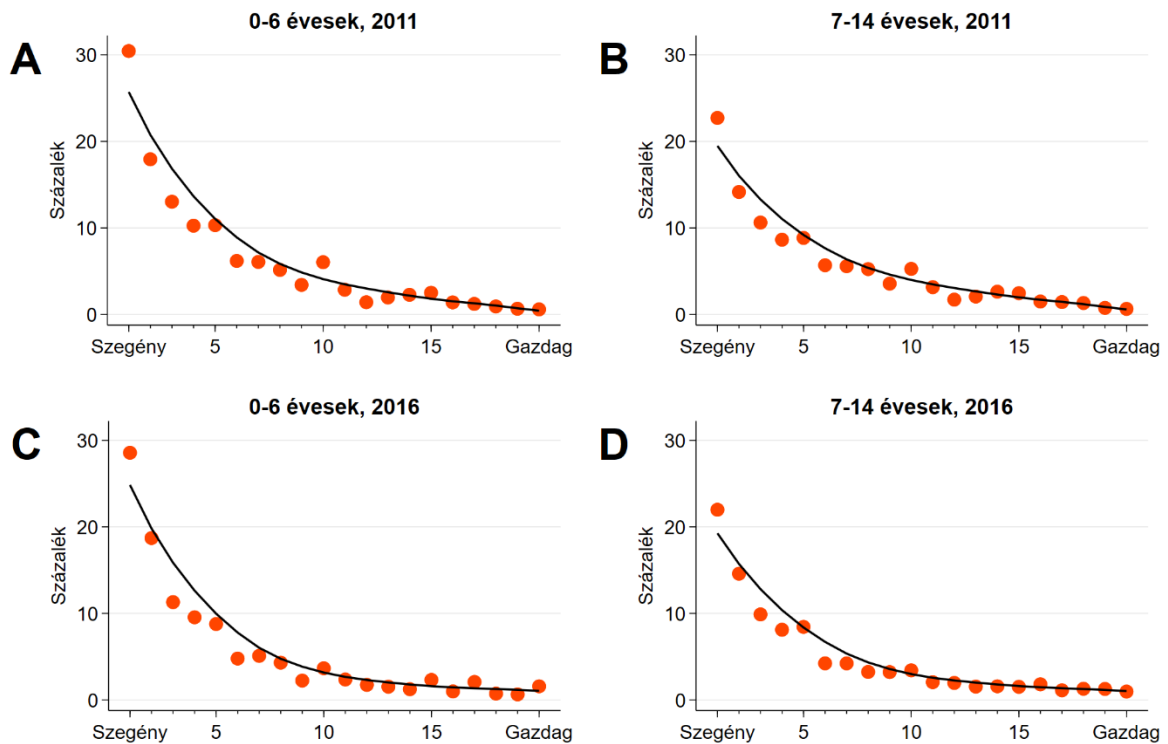 A
0-6 évesek, 2011
Százalék
30
20
10
0
Szegény 5 10 15 Gazdag
B
7-14 évesek, 2011
Százalék
30
20
10
0
Szegény 5 10 15 Gazdag
C
0-6 évesek, 2016
Százalék
30
20
10
0
Szegény 5 10 15 Gazdag
D
7-14 évesek, 2016
Százalék
30
20
10
0
Szegény 5 10 15 Gazdag